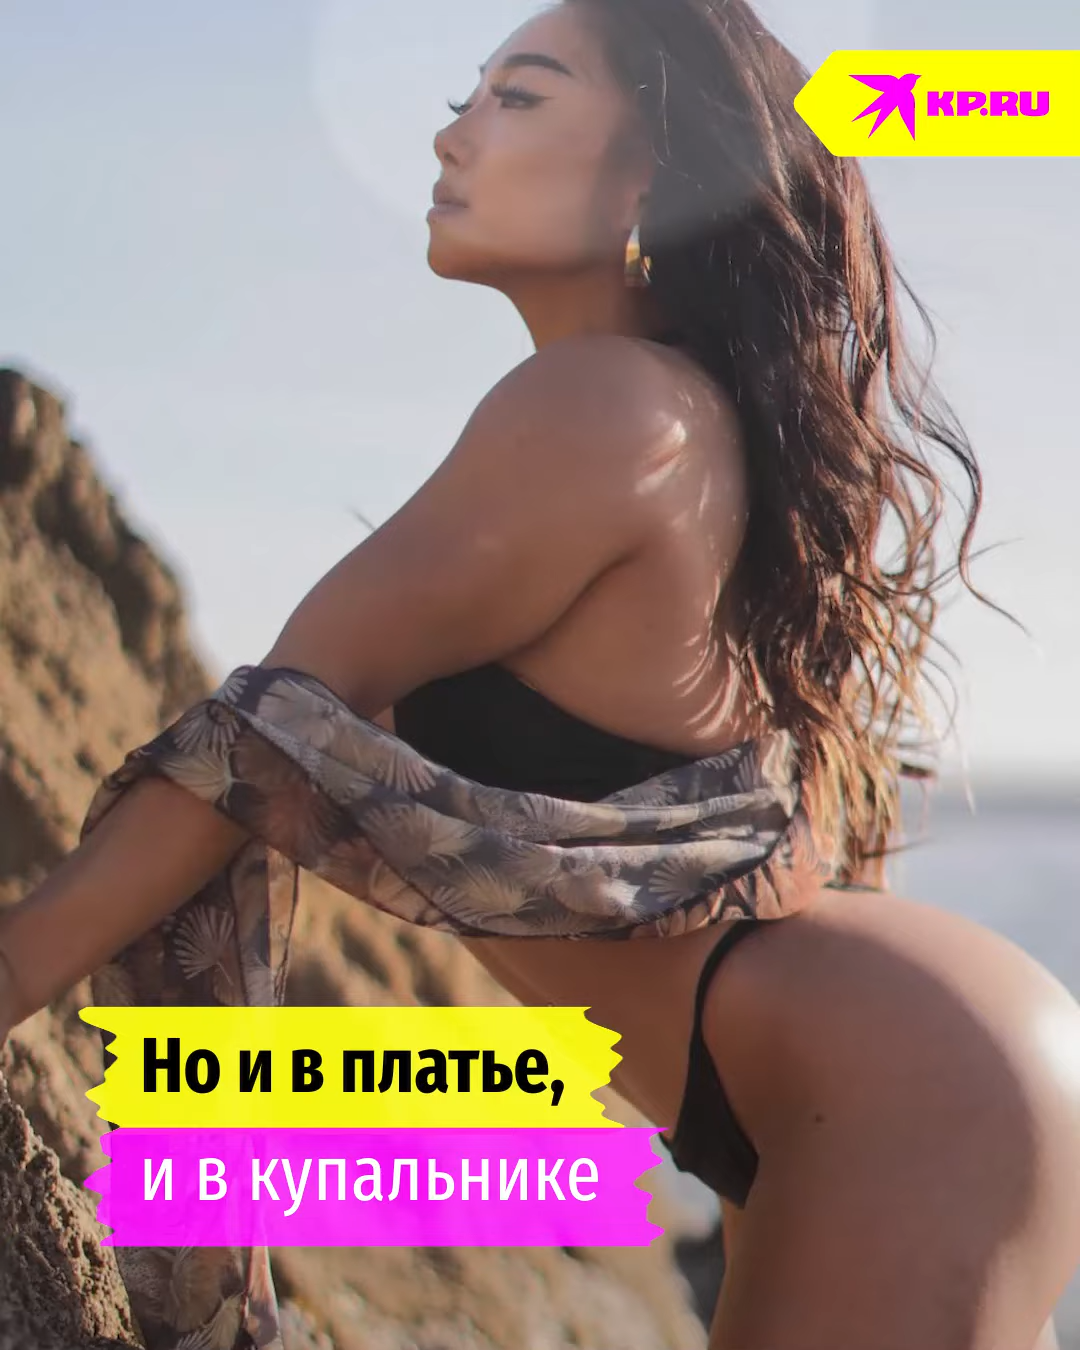 KP.RU
Но и в платье,
и в купальнике